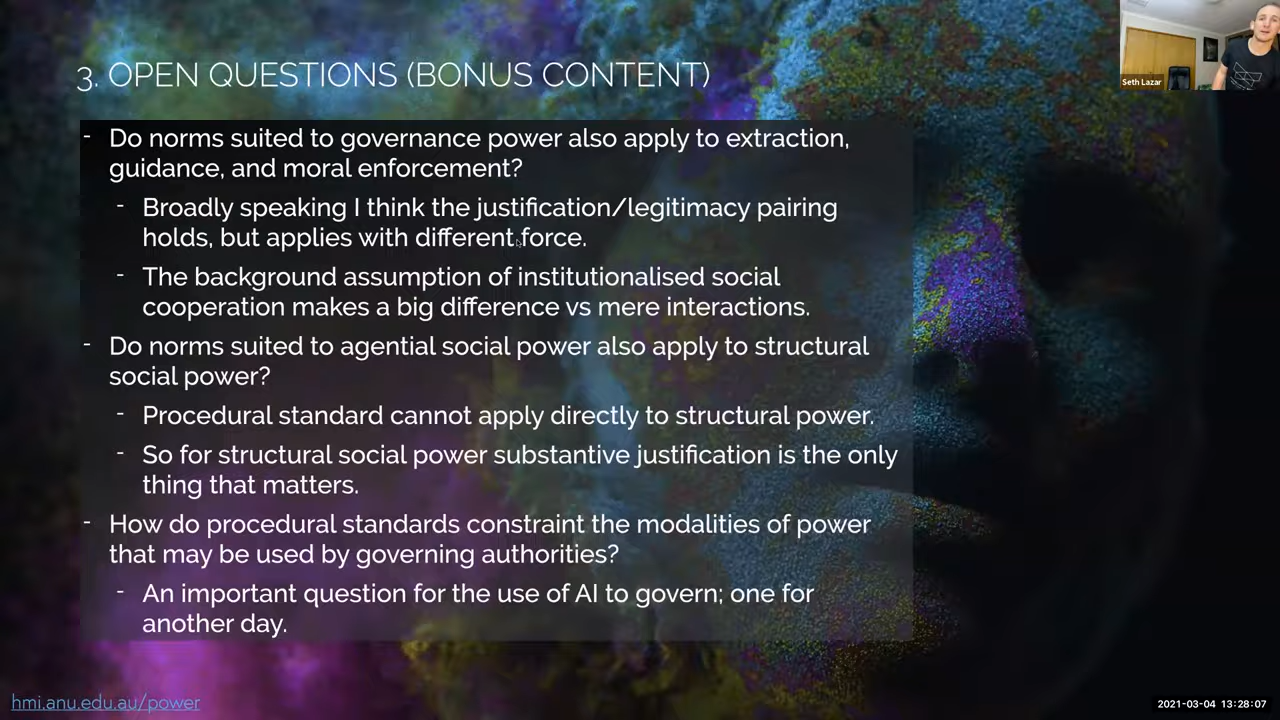 3. OPEN QUESTIONS (BONUS CONTENT)
Seth Lazar
- Do norms suited to governance power also apply to extraction,
guidance, and moral enforcement?
- Broadly speaking I think the justification/legitimacy pairing
holds, but applies with different force.
- The background assumption of institutionalised social
cooperation makes a big difference vs mere interactions.
- Do norms suited to agential social power also apply to structural
social power?
- Procedural standard cannot apply directly to structural power.
- So for structural social power substantive justification is the only
thing that matters.
- How do procedural standards constraint the modalities of power
that may be used by governing authorities?
- An important question for the use of AI to govern; one for
another day.
hmi.anu.edu.au/power
2021-03-04 13:28:07